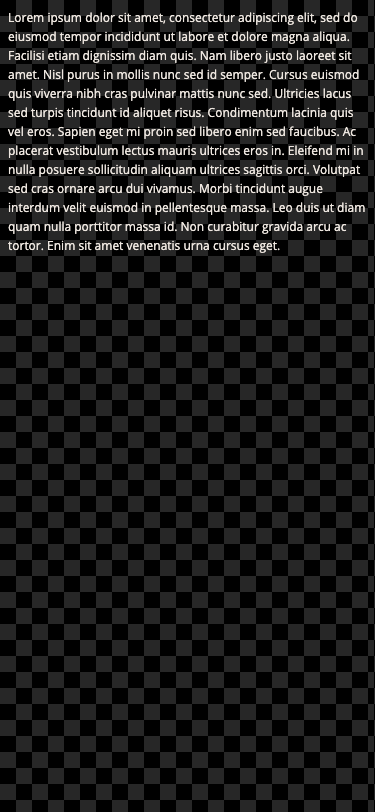 Lorem ipsum dolor sit amet, consectetur adipiscing elit, sed do
eiusmod tempor incididunt ut labore et dolore magna aliqua.
Facilisi etiam dignissim diam quis. Nam libero justo laoreet sit
amet. Nisl purus in mollis nunc sed id semper. Cursus euismod
quis viverra nibh cras pulvinar mattis nunc sed. Ultricies lacus
sed turpis tincidunt id aliquet risus. Condimentum lacinia quis
vel eros. Sapien eget mi proin sed libero enim sed faucibus. Ac
placerat vestibulum lectus mauris ultrices eros in. Eleifend mi in
nulla posuere sollicitudin aliquam ultrices sagittis orci. Volutpat
sed cras ornare arcu dui vivamus. Morbi tincidunt augue
interdum velit euismod in pellentesque massa. Leo duis ut diam
quam nulla porttitor massa id. Non curabitur gravida arcu ac
tortor. Enim sit amet venenatis urna cursus eget.